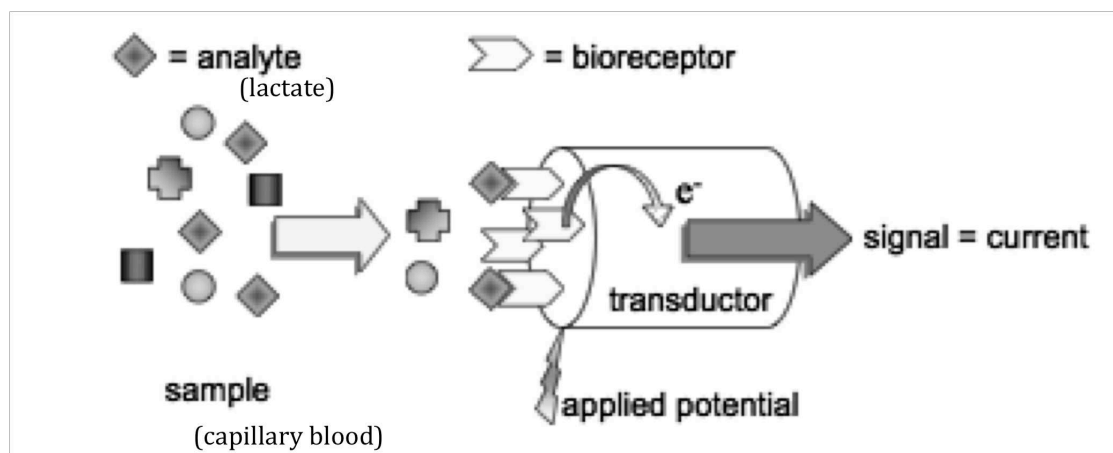 = analyte
(lactate)
= bioreceptor
e-
signal = current
transductor
applied potential
sample
(capillary blood)